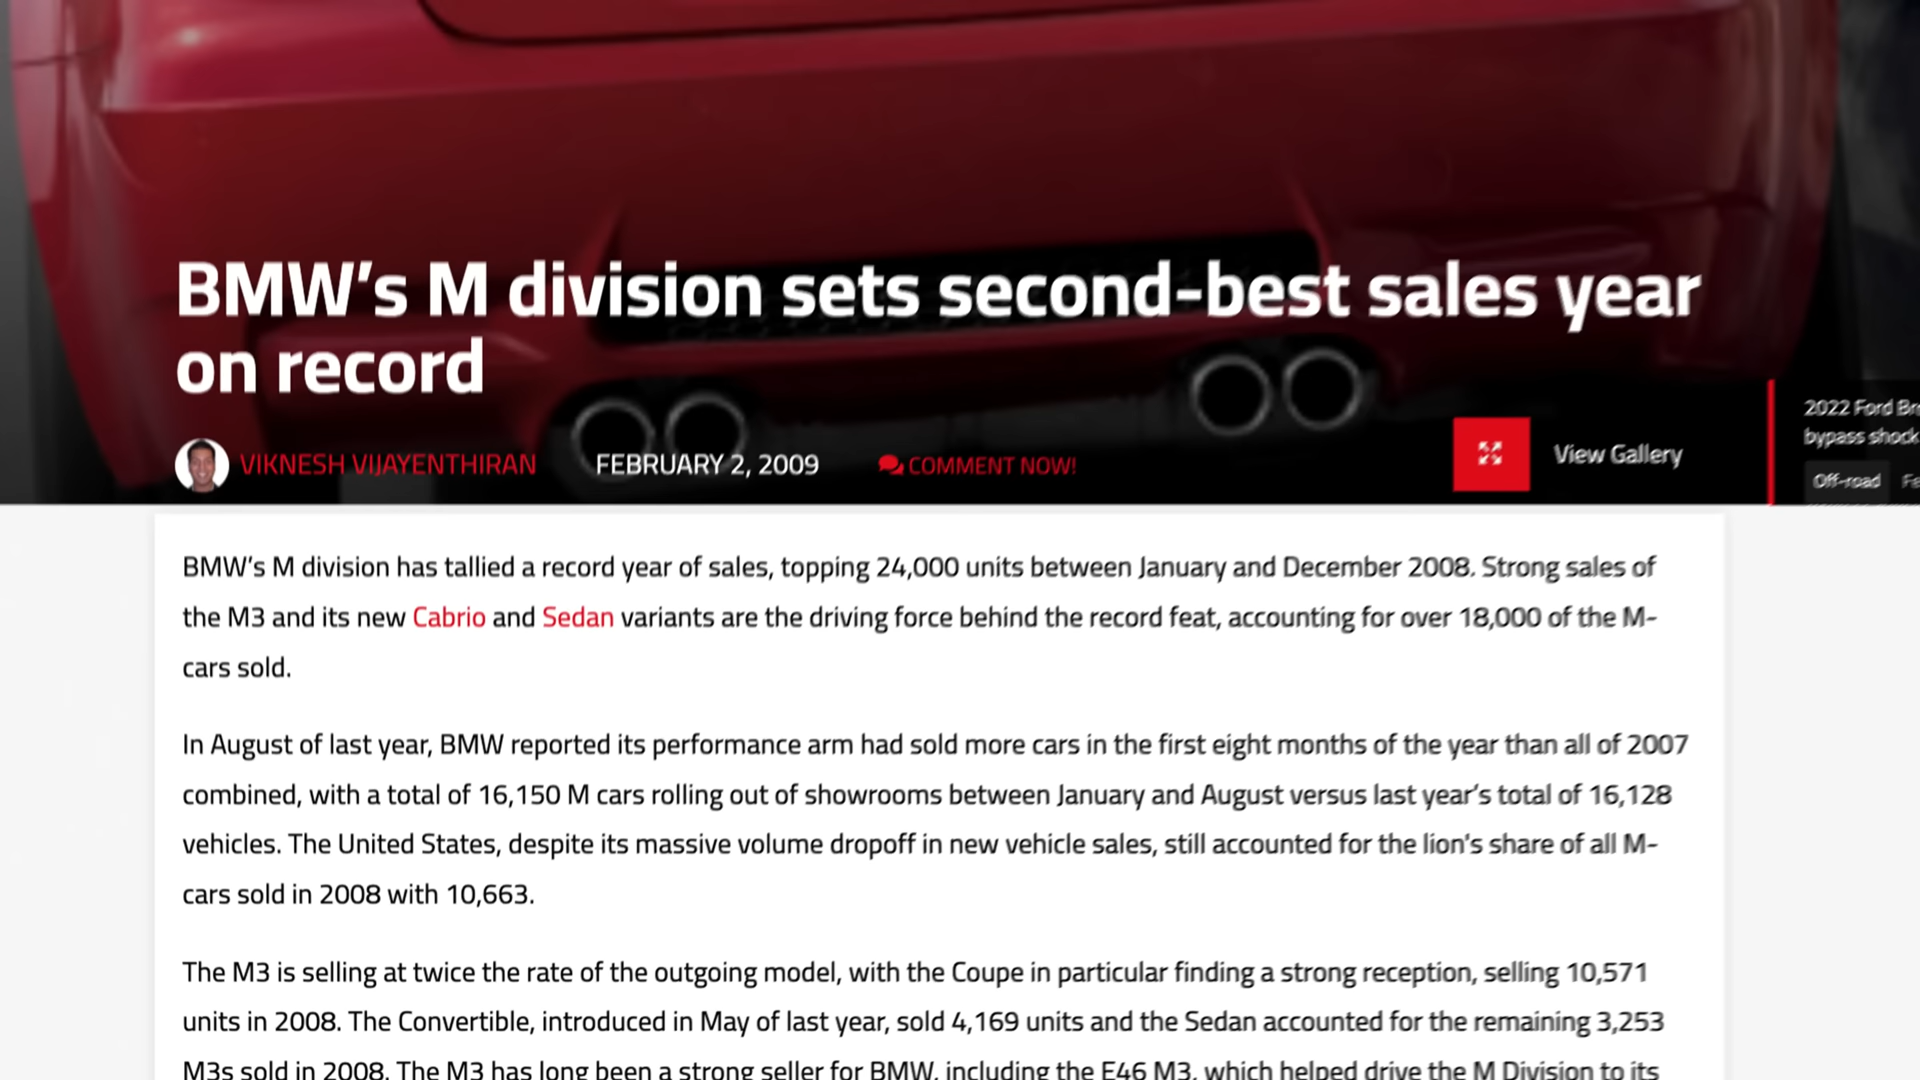 BMW's M division sets second-best sales year
on record
VIKNESH VIJAYENTHIRAN FEBRUARY 2, 2009 COMMENT NOW!
View Gallery
2022 Ford
bypass shock
Off-road
BMW's M division has tallied a record year of sales, topping 24,000 units between January and December 2008. Strong sales of
the M3 and its new Cabrio and Sedan variants are the driving force behind the record feat, accounting for over 18,000 of the M-
cars sold.
In August of last year, BMW reported its performance arm had sold more cars in the first eight months of the year than all of 2007
combined, with a total of 16,150 M cars rolling out of showrooms between January and August versus last year's total of 16,128
vehicles. The United States, despite its massive volume dropoff in new vehicle sales, still accounted for the lion's share of all M-
cars sold in 2008 with 10,663.
The M3 is selling at twice the rate of the outgoing model, with the Coupe in particular finding a strong reception, selling 10,571
units in 2008. The Convertible, introduced in May of last year, sold 4,169 units and the Sedan accounted for the remaining 3,253
M3s sold in 2008. The M3 has long been a strong seller for BMW, including the E46 M3, which helped drive the M Division to its